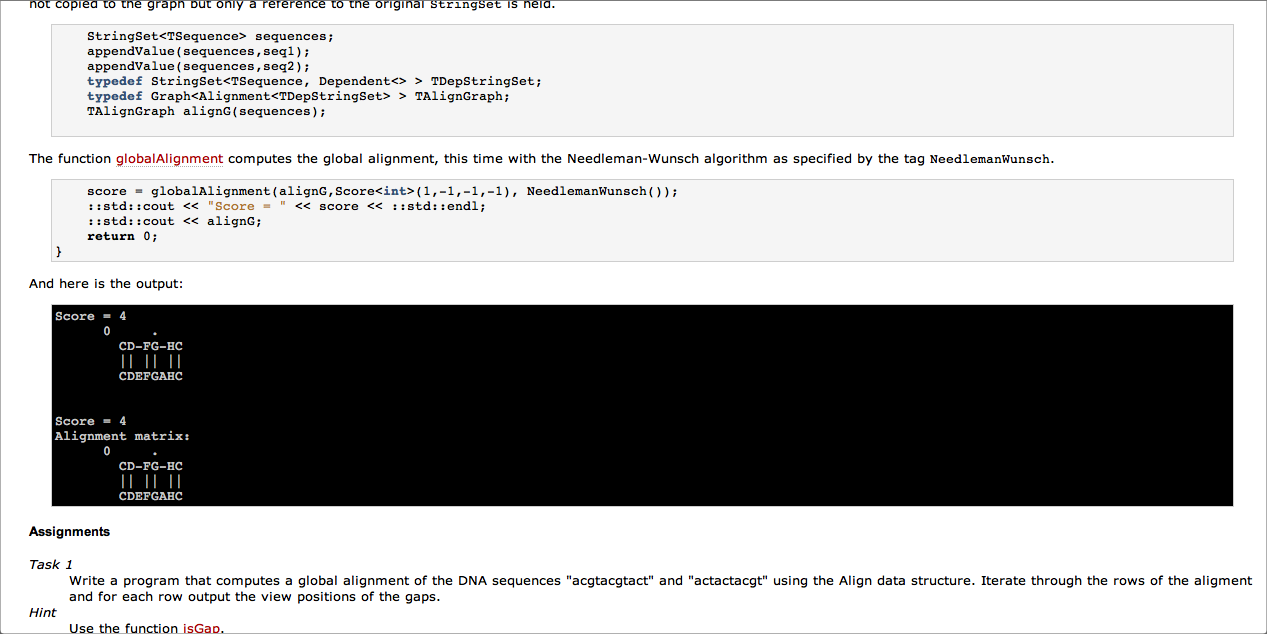 not copied to the graph but only a reference to the original StringSet is held.
StringSet<TSequence> sequences;
appendValue(sequences,seq1);
appendValue(sequences,seq2);
typedef StringSet<TSequence, Dependent<> > TDepStringSet;
typedef Graph<Alignment<TDepStringSet> > TAlignGraph;
TAlignGraph alignG(sequences);
The function globalAlignment computes the global alignment, this time with the Needleman-Wunsch algorithm as specified by the tag NeedlemanWunsch.
score = globalAlignment(alignG,Score<int>(1,-1,-1,-1), NeedlemanWunsch());
::std::cout << "Score = " << score << ::std::endl;
::std::cout << alignG;
return 0;
}
And here is the output:
Score = 4
0     .
CD-FG-HC
|| || ||
CDEFGAHC
Score = 4
Alignment matrix:
0     .
CD-FG-HC
|| || ||
CDEFGAHC
Assignments
Task 1
Write a program that computes a global alignment of the DNA sequences "acgtacgtact" and "actactacgt" using the Align data structure. Iterate through the rows of the aligment
and for each row output the view positions of the gaps.
Hint
Use the function isGap.